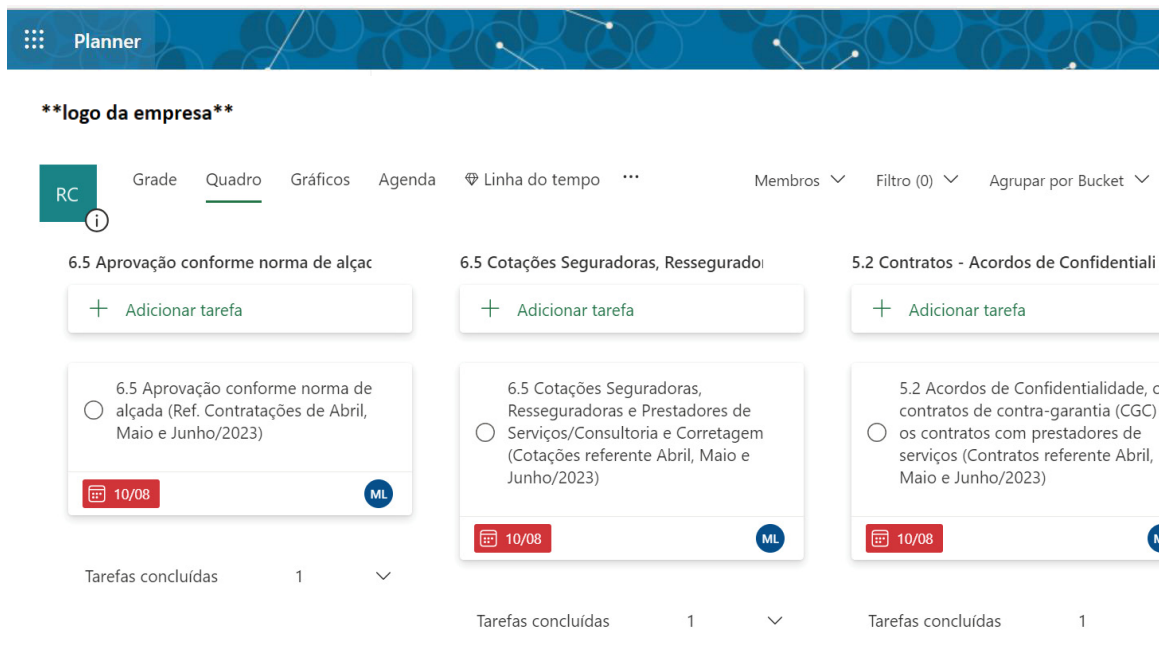 Planner
**logo da empresa**
RC
Grade Quadro Gráficos Agenda Linha do tempo ... Membros Filtro (0) Agrupar por Bucket
6.5 Aprovação conforme norma de alçac
Adicionar tarefa
6.5 Aprovação conforme norma de
alçada (Ref. Contratações de Abril,
Maio e Junho/2023)
10/08 ML
Tarefas concluídas 1
6.5 Cotações Seguradoras, Ressegurado
Adicionar tarefa
6.5 Cotações Seguradoras,
Resseguradoras e Prestadores de
Serviços/Consultoria e Corretagem
(Cotações referente Abril, Maio e
Junho/2023)
10/08 ML
Tarefas concluídas 1
5.2 Contratos - Acordos de Confidentiali
Adicionar tarefa
5.2 Acordos de Confidentialidade,
contratos de contra-garantia (CGC)
os contratos com prestadores de
serviços (Contratos referente Abril,
Maio e Junho/2023)
10/08
Tarefas concluídas 1